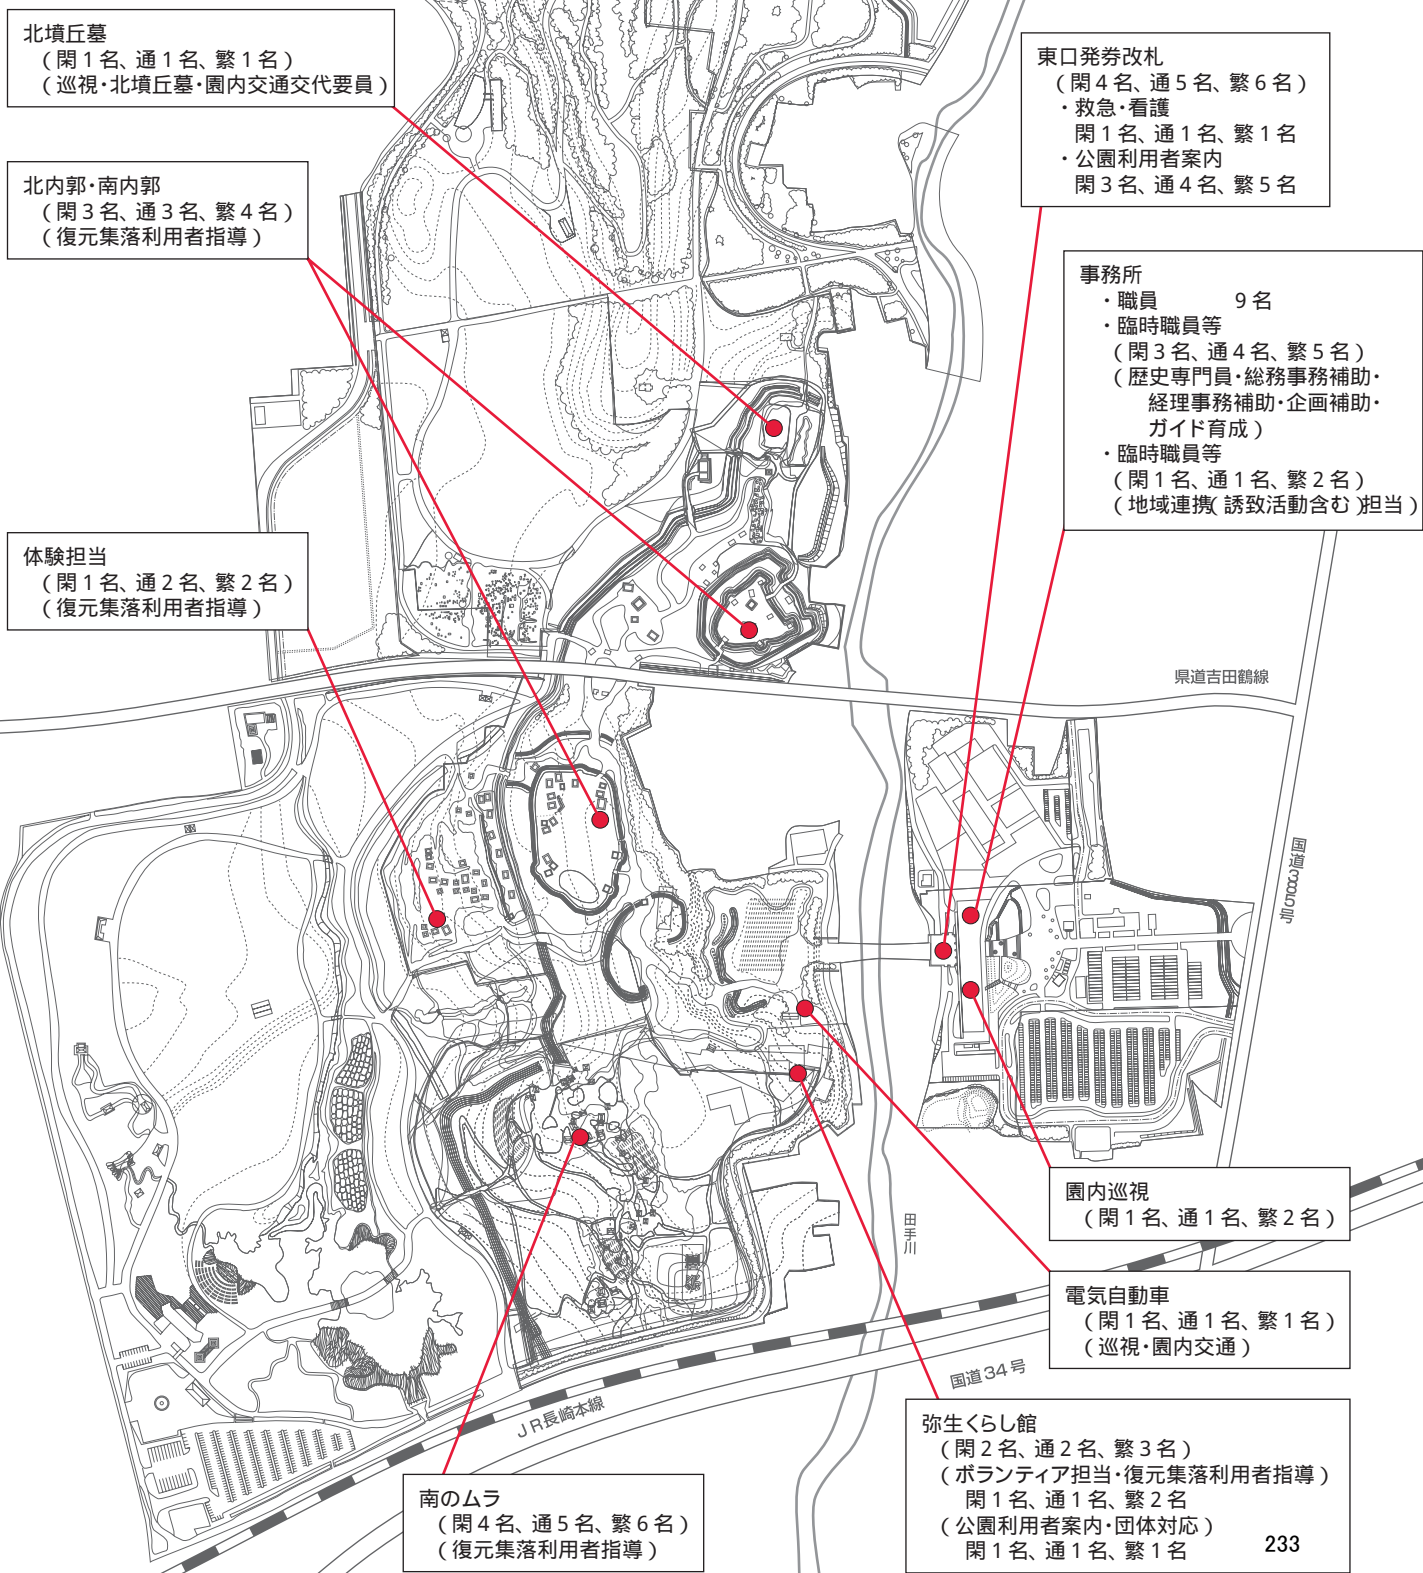 北墳丘墓
（閑１名、通１名、繁１名）
（巡視・北墳丘墓・園内交通交代要員）
北内郭・南内郭
（閑３名、通３名、繁４名）
（復元集落利用者指導）
体験担当
（閑１名、通２名、繁２名）
（復元集落利用者指導）
東口発券改札
（閑４名、通５名、繁６名）
・救急・看護
閑１名、通１名、繁１名
・公園利用者案内
閑３名、通４名、繁５名
事務所
・職員　　　９名
・臨時職員等
（閑３名、通４名、繁５名）
（歴史専門員・総務事務補助・
経理事務補助・企画補助・
ガイド育成）
・臨時職員等
（閑１名、通１名、繁２名）
（地域連携（誘致活動含む）担当）
県道吉田鶴線
国道385号
田手川
園内巡視
（閑１名、通１名、繁２名）
電気自動車
（閑１名、通１名、繁１名）
（巡視・園内交通）
国道34号
ＪＲ長崎本線
弥生くらし館
（閑２名、通２名、繁３名）
（ボランティア担当・復元集落利用者指導）
閑１名、通１名、繁２名
（公園利用者案内・団体対応）
閑１名、通１名、繁１名
南のムラ
（閑４名、通５名、繁６名）
（復元集落利用者指導）
233